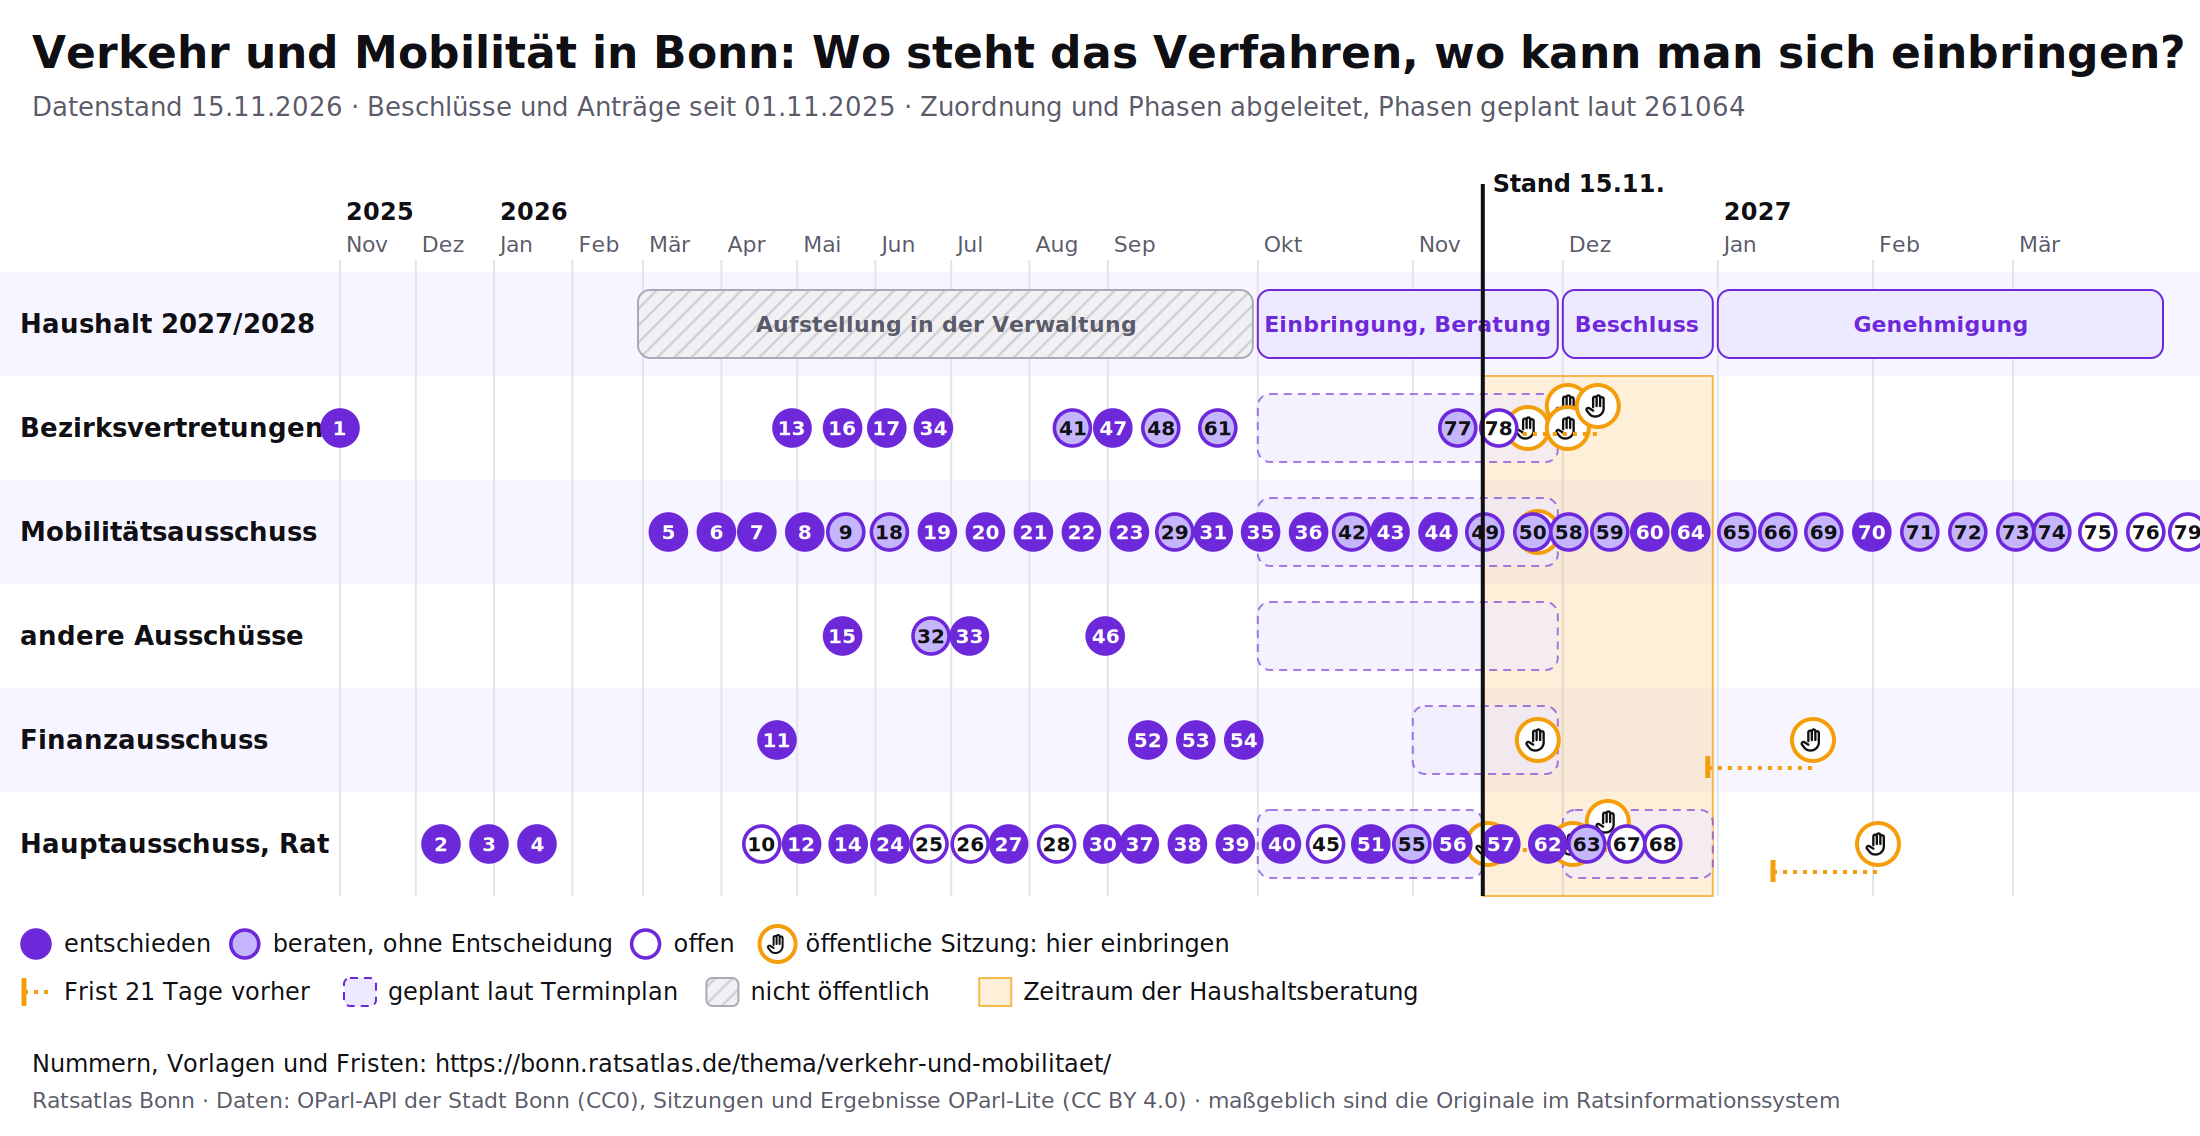 Verkehr und Mobilität in Bonn: Wo steht das Verfahren, wo kann man sich einbringen?
Datenstand 15.11.2026 · Beschlüsse und Anträge seit 01.11.2025 · Zuordnung und Phasen abgeleitet, Phasen geplant laut 261064
Stand 15.11.
2025 2026 2027
Nov Dez Jan Feb Mär Apr Mai Jun Jul Aug Sep Okt Nov Dez Jan Feb Mär
Haushalt 2027/2028 Aufstellung in der Verwaltung Einbringung, Beratung Beschluss Genehmigung
Bezirksvertretungen 1 13 16 17 34 41 47 48 61 77 78
Mobilitätsausschuss 5 6 7 8 9 18 19 20 21 22 23 29 31 35 36 42 43 44 49 50 58 59 60 64 65 66 69 70 71 72 73 74 75 76 79
andere Ausschüsse 15 32 33 46
Finanzausschuss 11 52 53 54
Hauptausschuss, Rat 2 3 4 10 12 14 24 25 26 27 28 30 37 38 39 40 45 51 55 56 57 62 63 67 68
entschieden beraten, ohne Entscheidung offen öffentliche Sitzung: hier einbringen
Frist 21 Tage vorher geplant laut Terminplan nicht öffentlich Zeitraum der Haushaltsberatung
Nummern, Vorlagen und Fristen: https://bonn.ratsatlas.de/thema/verkehr-und-mobilitaet/
Ratsatlas Bonn · Daten: OParl-API der Stadt Bonn (CC0), Sitzungen und Ergebnisse OParl-Lite (CC BY 4.0) · maßgeblich sind die Originale im Ratsinformationssystem